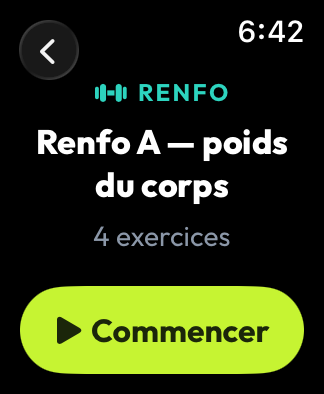 6:42
RENFO
Renfo A — poids
du corps
4 exercices
Commencer